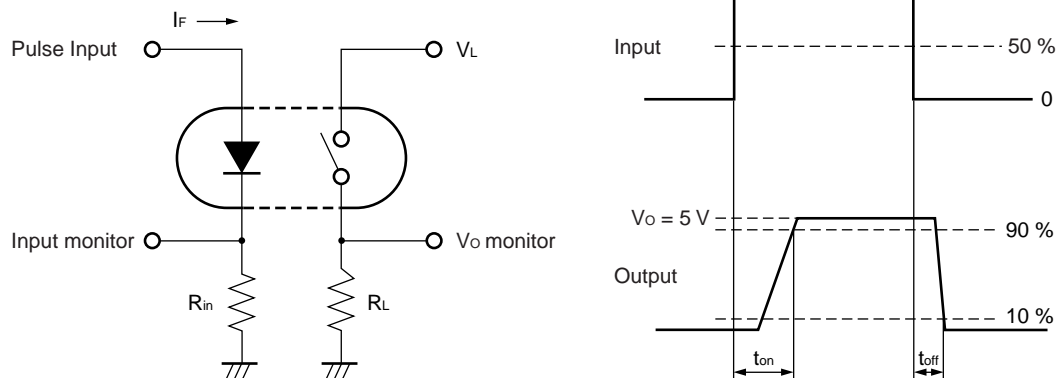 IF
Pulse Input
VL
Input monitor
VO monitor
Rin
RL
Input
50 %
0
VO = 5 V
90 %
Output
10 %
ton
toff